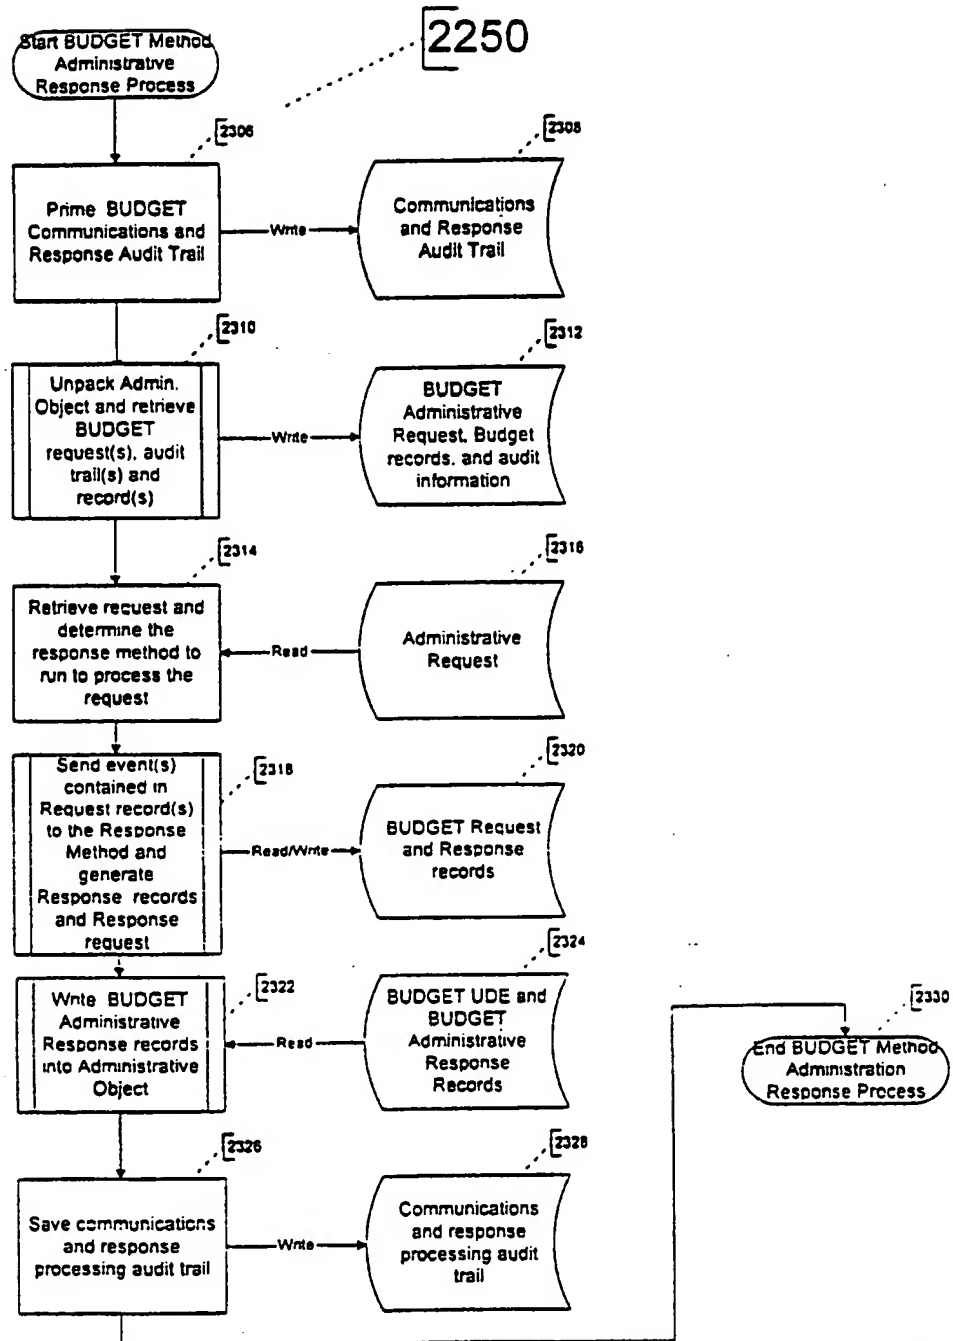 2250
Start BUDGET Method
Administrative
Response Process
2306
2308
Prime BUDGET
Communications and
Response Audit Trail
Write
Communications
and Response
Audit Trail
2310
2312
Unpack Admin.
Object and retrieve
BUDGET
request(s), audit
trail(s) and
record(s)
Write
BUDGET
Administrative
Request, Budget
records, and audit
information
2314
2316
Retrieve request and
determine the
response method to
run to process the
request
Read
Administrative
Request
2318
2320
Send event(s)
contained in
Request record(s)
to the Response
Method and
generate
Response records
and Response
request
Read/Write
BUDGET Request
and Response
records
2322
2324
Write BUDGET
Administrative
Response records
into Administrative
Object
Read
BUDGET UDE and
BUDGET
Administrative
Response
Records
2330
End BUDGET Method
Administration
Response Process
2326
2328
Save communications
and response
processing audit trail
Write
Communications
and response
processing audit
trail